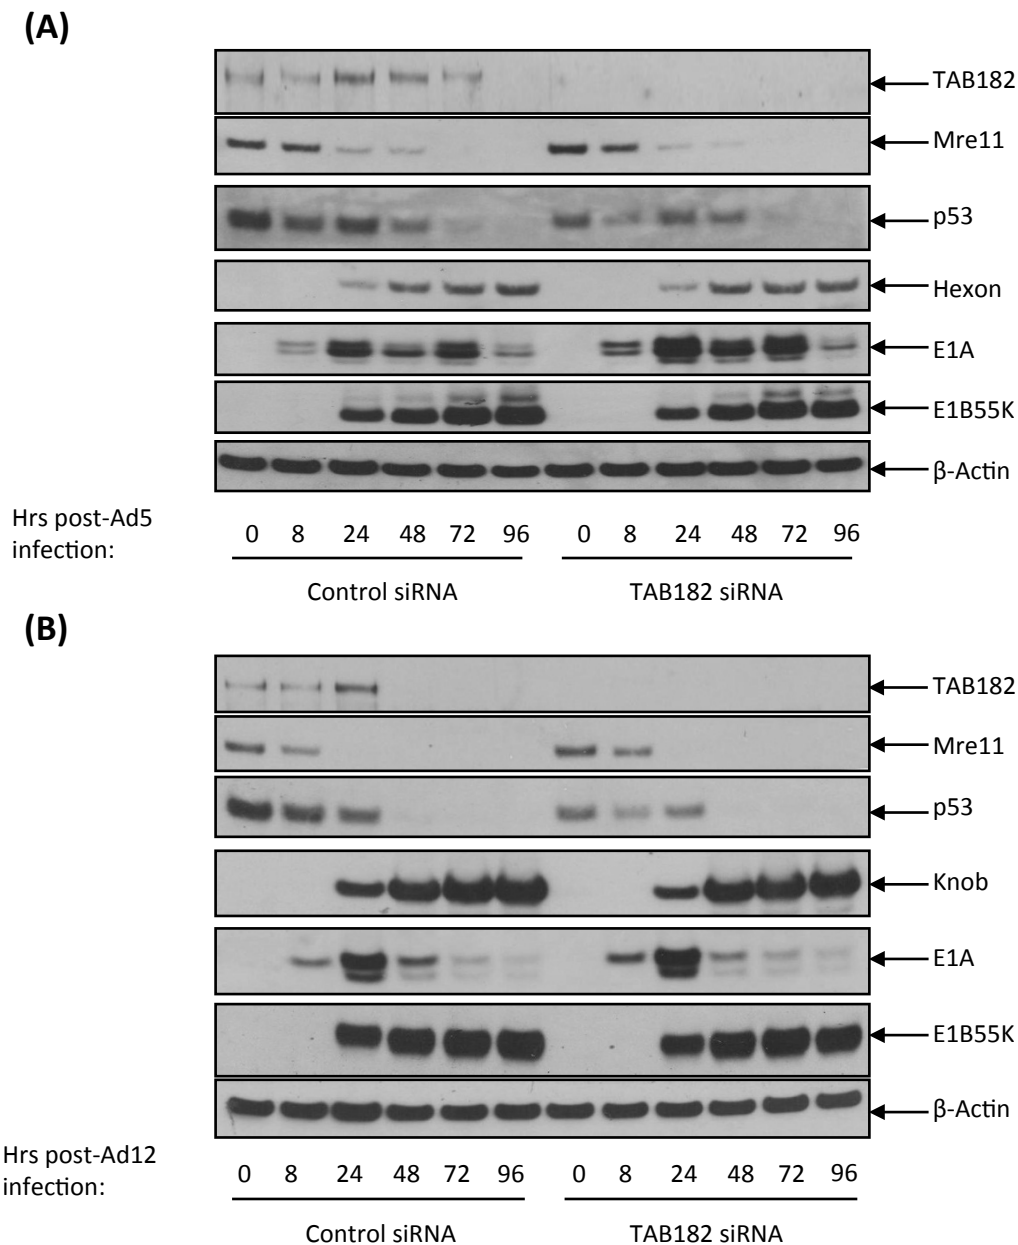 (A)
TAB182
Mre11
p53
Hexon
E1A
E1B55K
β-Actin
Hrs post-Ad5
infection:
0 8 24 48 72 96 0 8 24 48 72 96
Control siRNA TAB182 siRNA
(B)
TAB182
Mre11
p53
Knob
E1A
E1B55K
β-Actin
Hrs post-Ad12
infection:
0 8 24 48 72 96 0 8 24 48 72 96
Control siRNA TAB182 siRNA